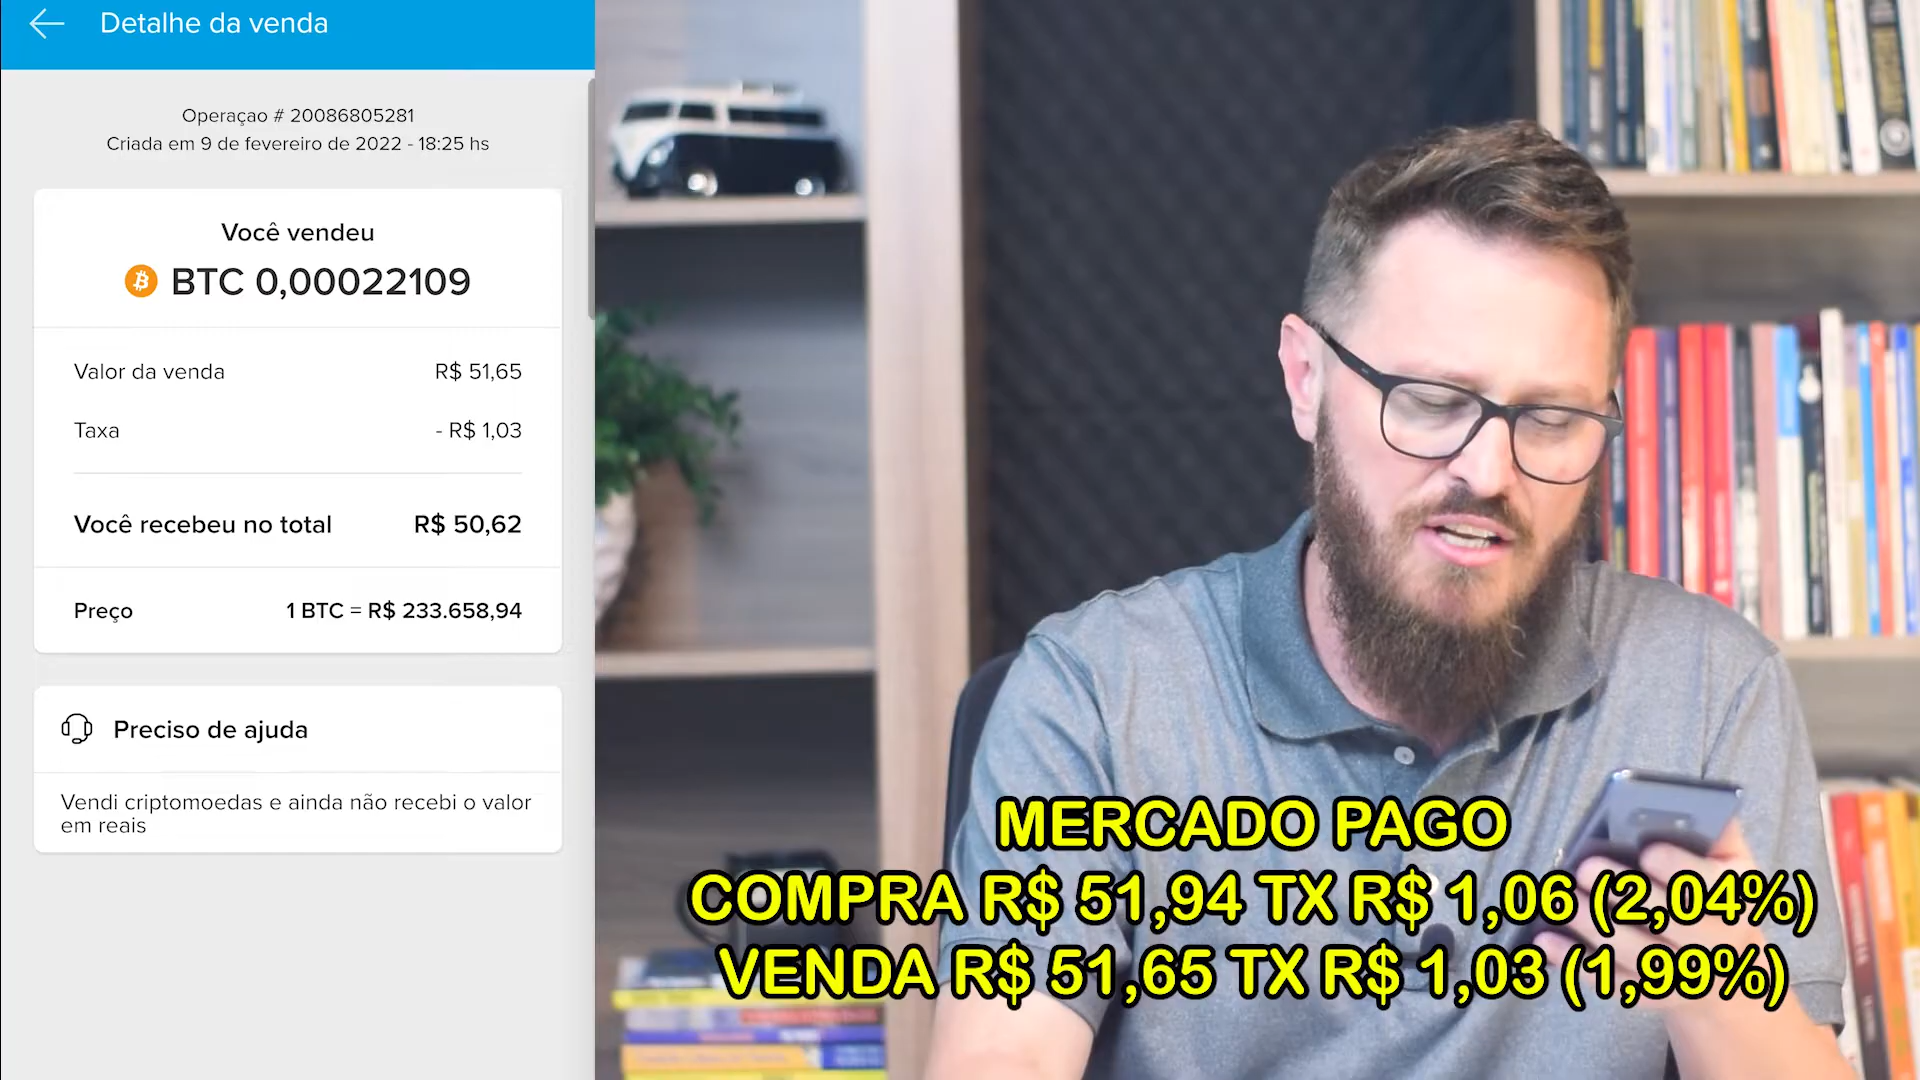 Detalhe da venda
Operaçao # 20086805281
Criada em 9 de fevereiro de 2022 - 18:25 hs
Você vendeu
BTC 0,00022109
Valor da venda R$ 51,65
Taxa - R$ 1,03
Você recebeu no total R$ 50,62
Preço 1 BTC = R$ 233.658,94
Preciso de ajuda
Vendi criptomoedas e ainda não recebi o valor
em reais
MERCADO PAGO
COMPRA R$ 51,94 TX R$ 1,06 (2,04%)
VENDA R$ 51,65 TX R$ 1,03 (1,99%)